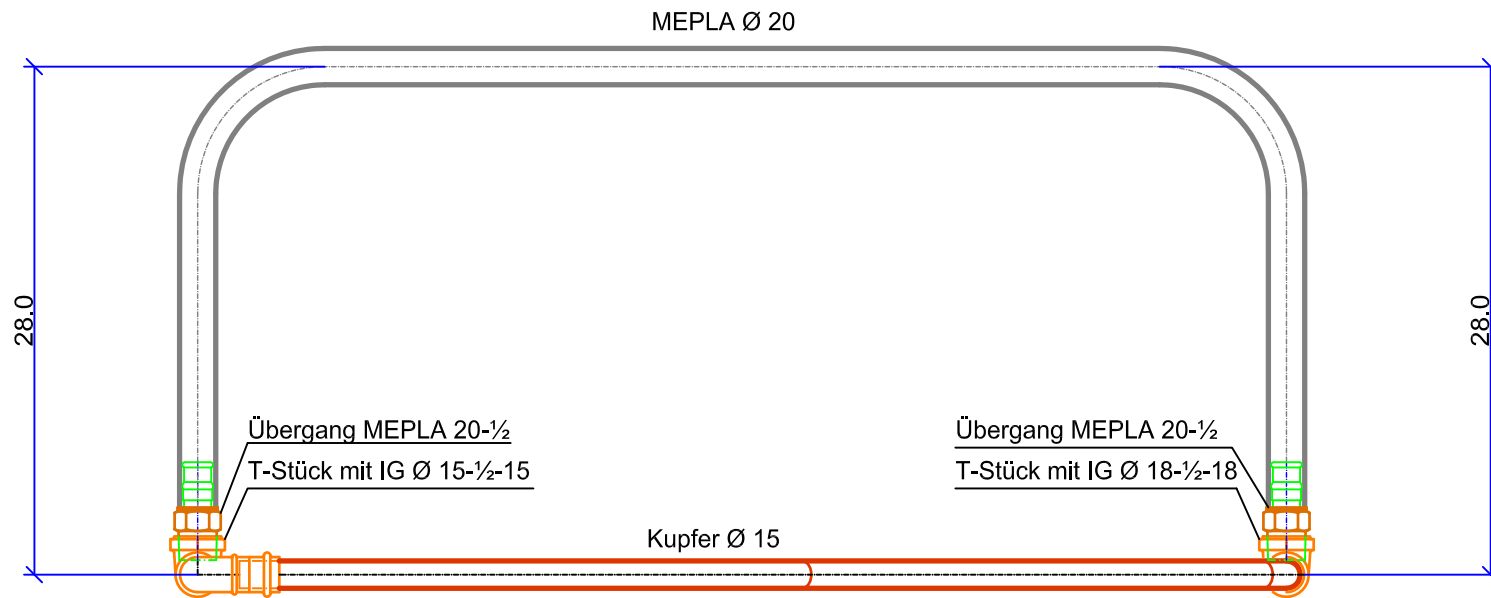 MEPLA Ø 20
28.0
28.0
Übergang MEPLA 20-½
Übergang MEPLA 20-½
T-Stück mit IG Ø 15-½-15
T-Stück mit IG Ø 18-½-18
Kupfer Ø 15